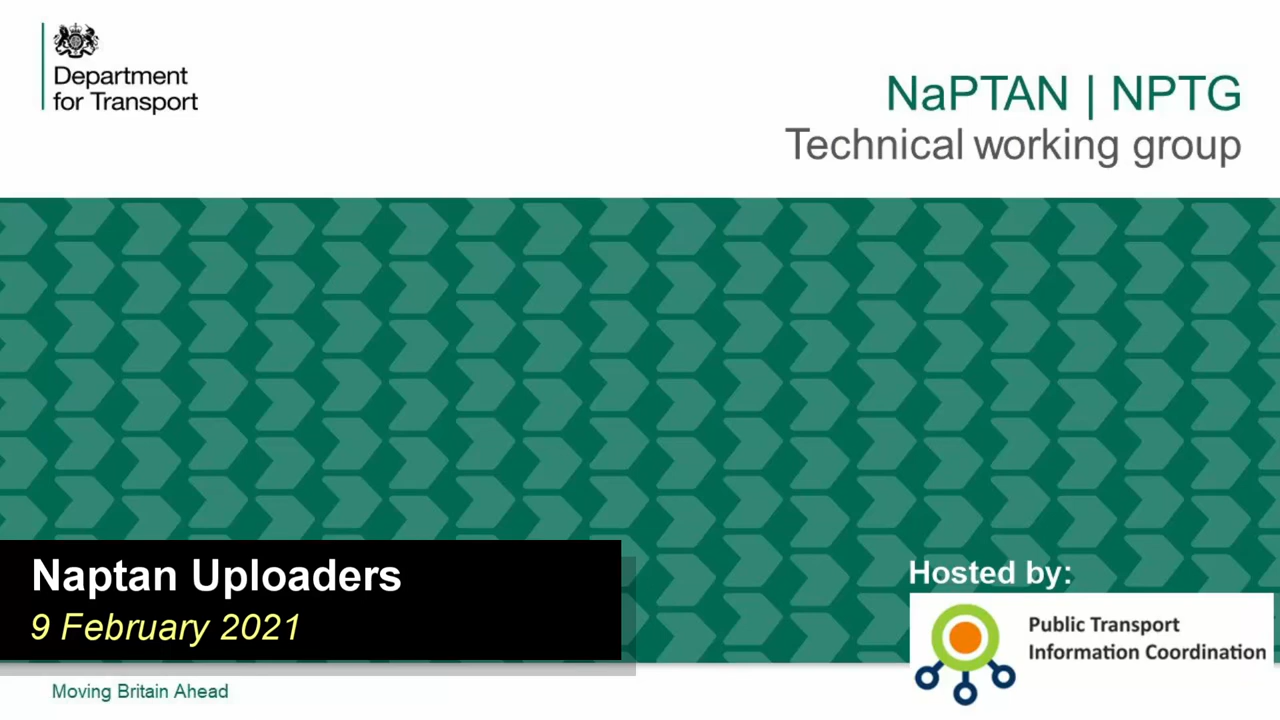 Department
for Transport
NaPTAN | NPTG
Technical working group
Naptan Uploaders
9 February 2021
Hosted by:
Public Transport
Information Coordination
Moving Britain Ahead